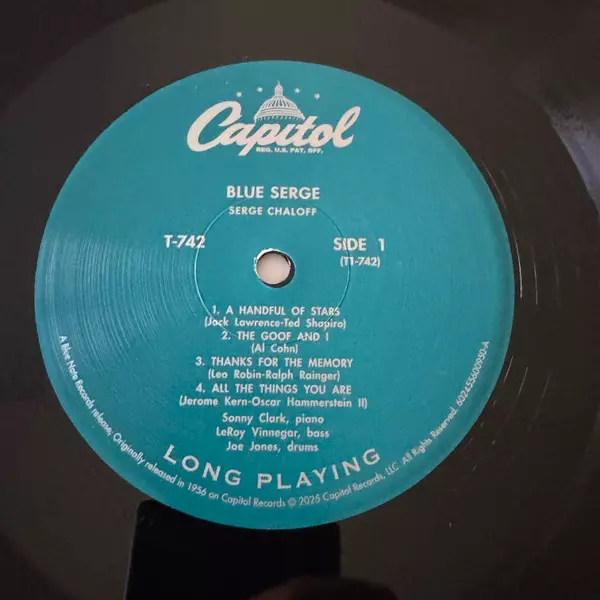 Capitol
REG. U.S. PAT. OFF.
BLUE SERGE
SERGE CHALOFF
T-742
SIDE 1
(T1-742)
1. A HANDFUL OF STARS
(Jack Lawrence-Ted Shapiro)
2. THE GOOF AND I
(Al Cohn)
3. THANKS FOR THE MEMORY
(Leo Robin-Ralph Rainger)
4. ALL THE THINGS YOU ARE
(Jerome Kern-Oscar Hammerstein II)
Sonny Clark, piano
LeRoy Vinnegar, bass
Joe Jones, drums
LONG PLAYING
A Blue Note Records release; Originally released in 1956 on Capitol Records © 2025 Capitol Records, LLC. All Rights Reserved. 602455600050-A